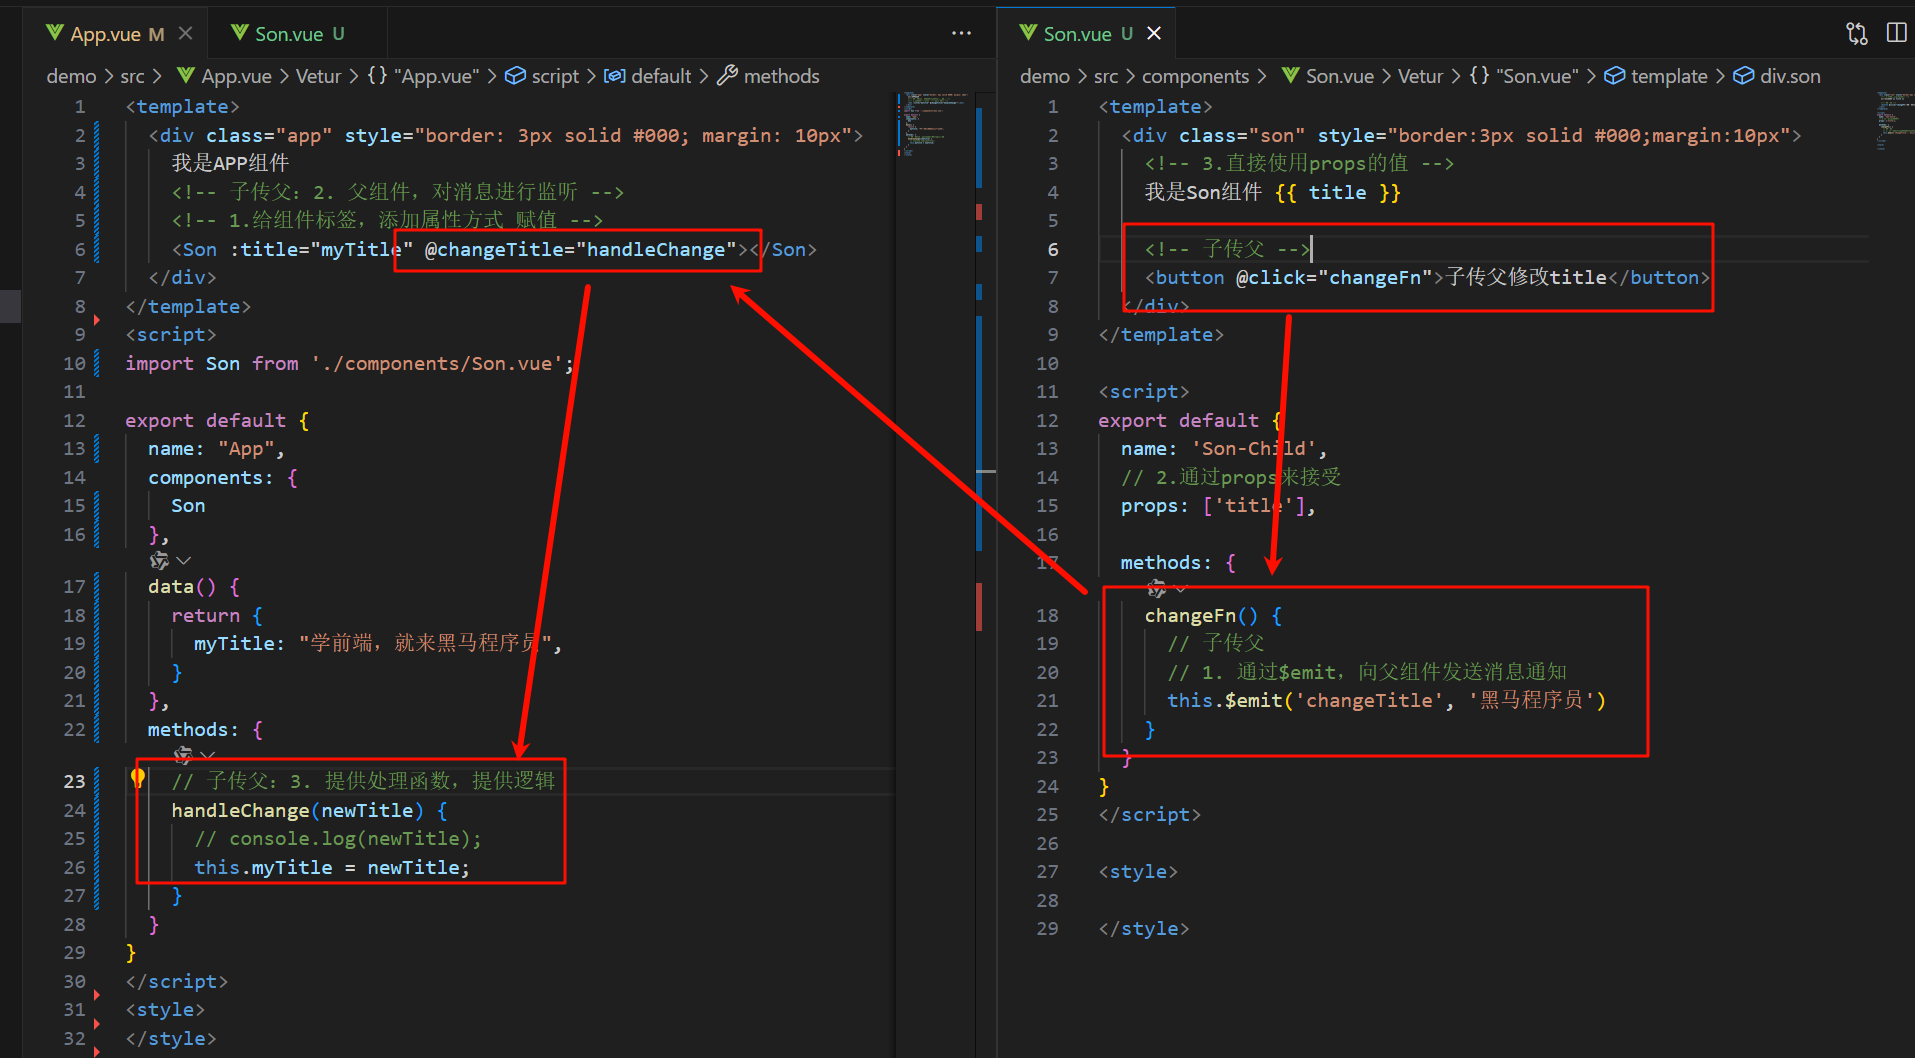 App.vue M
Son.vue U
demo > src > App.vue > Vetur > {} "App.vue" > script > default > methods
1 <template>
2 <div class="app" style="border: 3px solid #000; margin: 10px">
3 我是APP组件
4 <!-- 子传父：2. 父组件，对消息进行监听 -->
5 <!-- 1.给组件标签，添加属性方式 赋值 -->
6 <Son :title="myTitle" @changeTitle="handleChange"></Son>
7 </div>
8 </template>
9 <script>
10 import Son from './components/Son.vue';
11
12 export default {
13 name: "App",
14 components: {
15 Son
16 },
17 data() {
18 return {
19 myTitle: "学前端，就来黑马程序员",
20 }
21 },
22 methods: {
23 // 子传父：3. 提供处理函数，提供逻辑
24 handleChange(newTitle) {
25 // console.log(newTitle);
26 this.myTitle = newTitle;
27 }
28 }
29 }
30 </script>
31 <style>
32 </style>
Son.vue U
demo > src > components > Son.vue > Vetur > {} "Son.vue" > template > div.son
1 <template>
2 <div class="son" style="border:3px solid #000;margin:10px">
3 <!-- 3.直接使用props的值 -->
4 我是Son组件 {{ title }}
5
6 <!-- 子传父 -->
7 <button @click="changeFn">子传父修改title</button>
8 </div>
9 </template>
10
11 <script>
12 export default {
13 name: 'Son-Child',
14 // 2.通过props来接受
15 props: ['title'],
16
17 methods: {
18 changeFn() {
19 // 子传父
20 // 1. 通过$emit，向父组件发送消息通知
21 this.$emit('changeTitle', '黑马程序员')
22 }
23 }
24 }
25 </script>
26
27 <style>
28
29 </style>